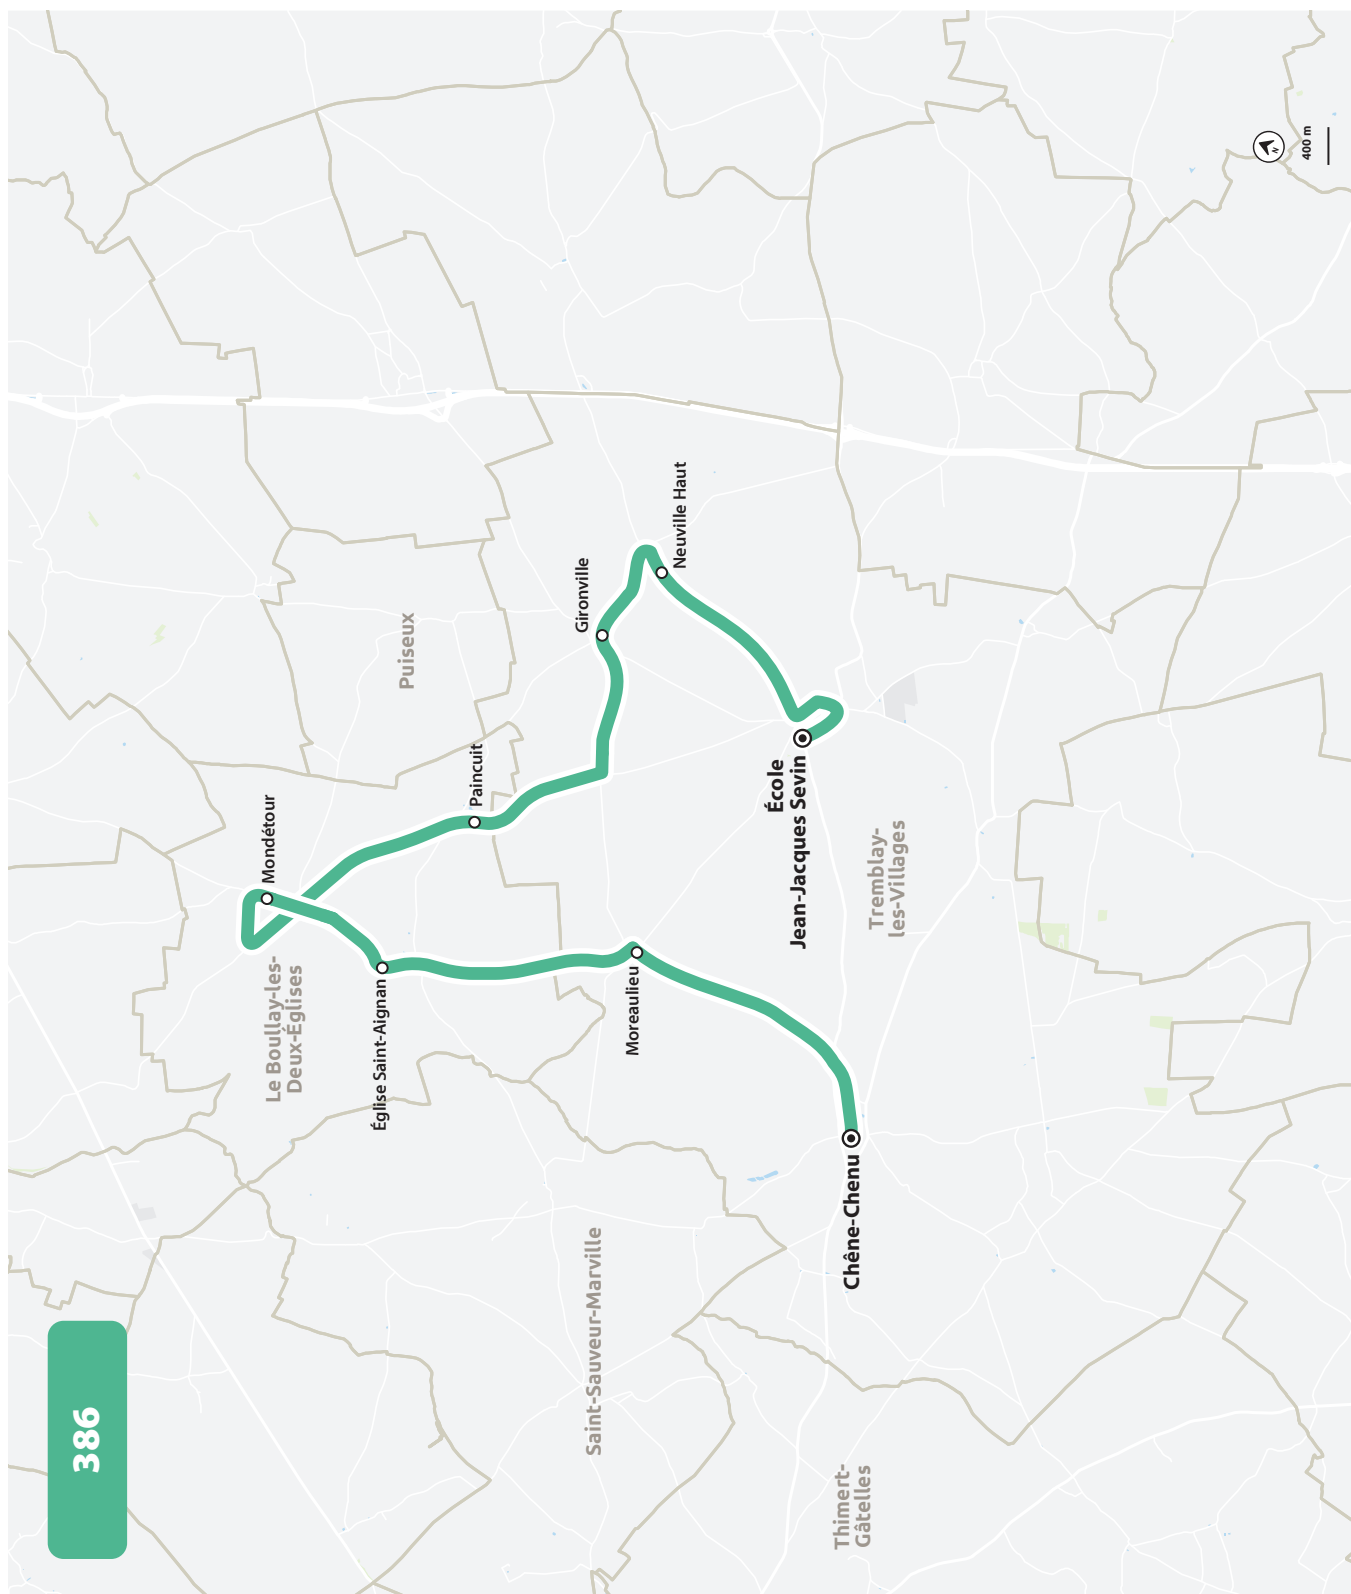 386
Le Boullay-les-
Deux-Églises
Mondétour
Église Saint-Aignan
Puiseux
Paincuit
Gironville
Neuville Haut
Moreaulieu
Saint-Sauveur-Marville
École
Jean-Jacques Sevin
Tremblay-
les-Villages
Chêne-Chenu
Thimert-
Gâtelles
N
400 m